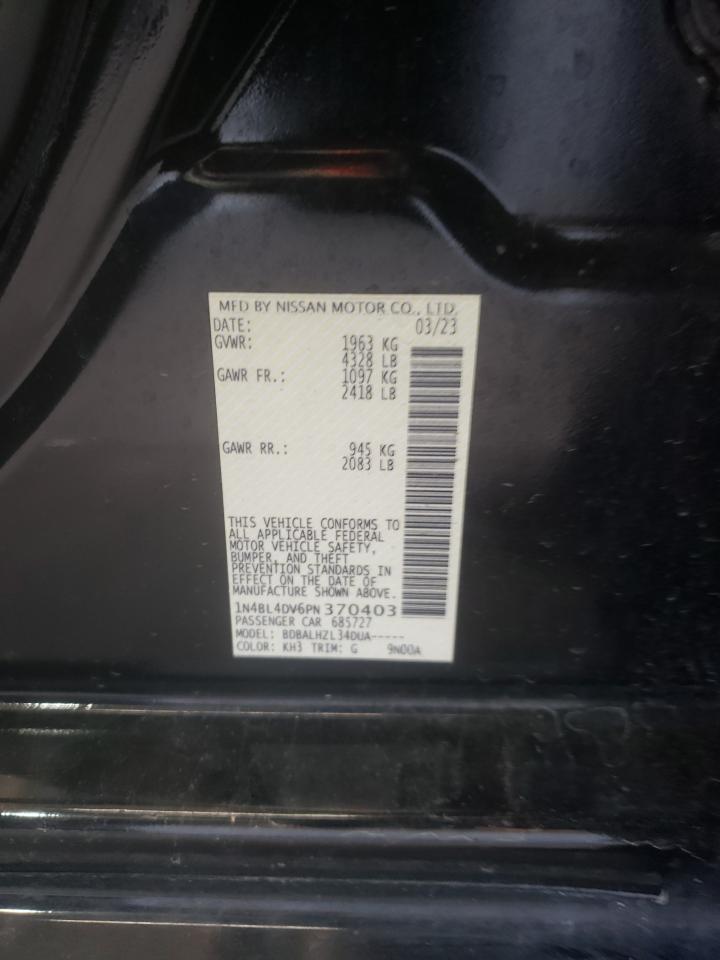 MFD BY NISSAN MOTOR CO., LTD.
DATE: 03/23
GVWR: 1963 KG
4328 LB
GAWR FR.: 1097 KG
2418 LB
GAWR RR.: 945 KG
2083 LB
THIS VEHICLE CONFORMS TO
ALL APPLICABLE FEDERAL
MOTOR VEHICLE SAFETY,
BUMPER, AND THEFT
PREVENTION STANDARDS IN
EFFECT ON THE DATE OF
MANUFACTURE SHOWN ABOVE.
1N4BL4DV6PN 370403
PASSENGER CAR 685727
MODEL: BDBALHZL34DUA-----
COLOR: KH3 TRIM: G 9N00A